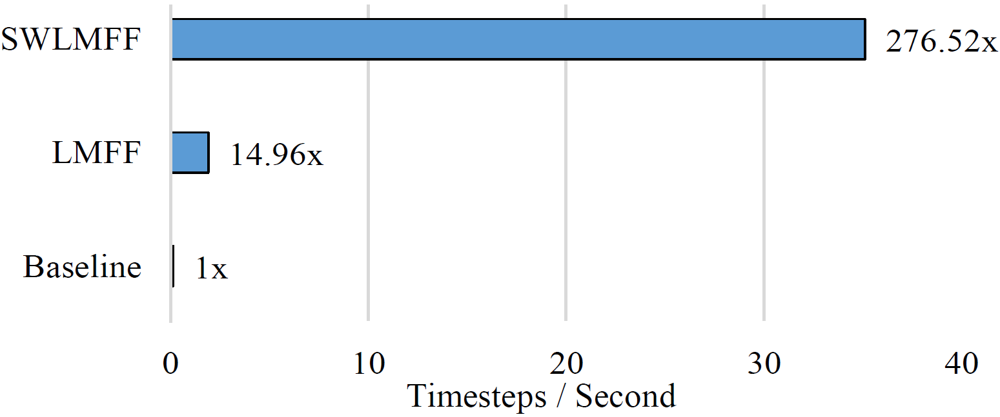 SWLMFF 276.52x
LMFF 14.96x
Baseline 1x
0 10 20 30 40
Timesteps / Second